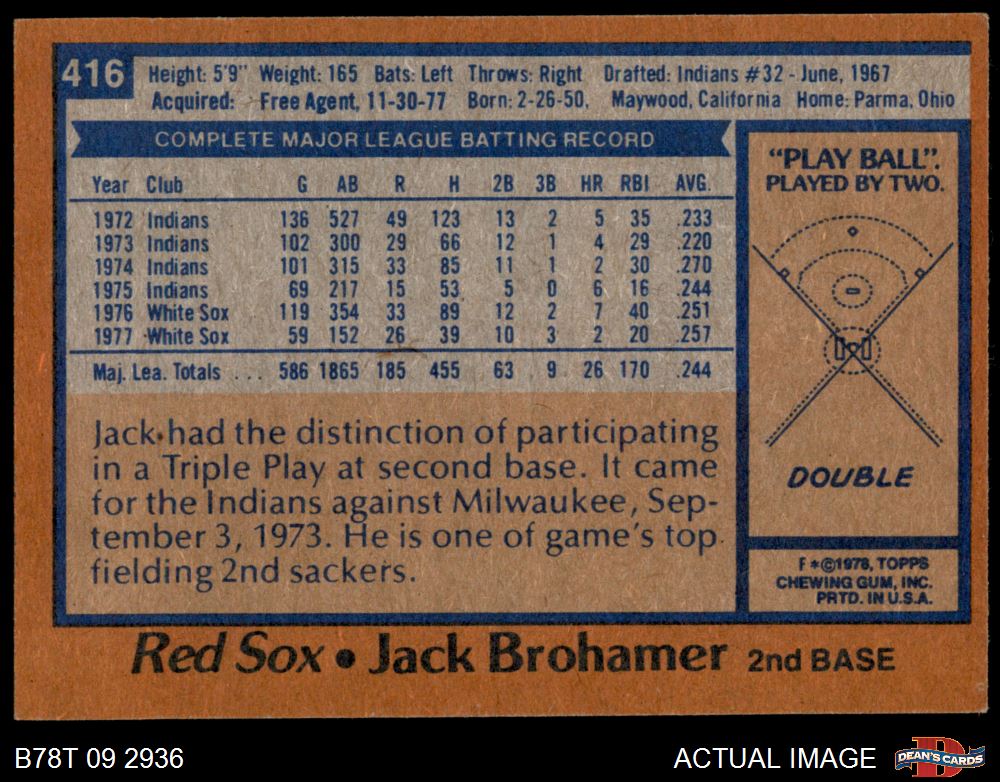 416
Height: 5'9" Weight: 165 Bats: Left Throws: Right Drafted: Indians #32 - June, 1967
Acquired: Free Agent, 11-30-77 Born: 2-26-50, Maywood, California Home: Parma, Ohio
COMPLETE MAJOR LEAGUE BATTING RECORD
Year Club G AB R H 2B 3B HR RBI AVG.
1972 Indians 136 527 49 123 13 2 5 35 .233
1973 Indians 102 300 29 66 12 1 4 29 .220
1974 Indians 101 315 33 85 11 1 2 30 .270
1975 Indians 69 217 15 53 5 0 6 16 .244
1976 White Sox 119 354 33 89 12 2 7 40 .251
1977 White Sox 59 152 26 39 10 3 2 20 .257
Maj. Lea. Totals ... 586 1865 185 455 63 9 26 170 .244
Jack had the distinction of participating
in a Triple Play at second base. It came
for the Indians against Milwaukee, Sep-
tember 3, 1973. He is one of game's top
fielding 2nd sackers.
"PLAY BALL".
PLAYED BY TWO.
DOUBLE
F*©1978, TOPPS
CHEWING GUM, INC.
PRTD. IN U.S.A.
Red Sox • Jack Brohamer 2nd BASE
B78T 09 2936
ACTUAL IMAGE
D
DEAN'S CARDS